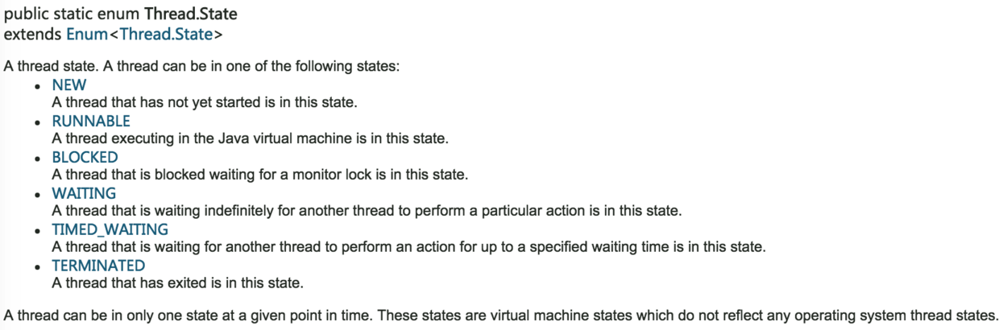 public static enum Thread.State
extends Enum<Thread.State>
A thread state. A thread can be in one of the following states:
• NEW
A thread that has not yet started is in this state.
• RUNNABLE
A thread executing in the Java virtual machine is in this state.
• BLOCKED
A thread that is blocked waiting for a monitor lock is in this state.
• WAITING
A thread that is waiting indefinitely for another thread to perform a particular action is in this state.
• TIMED_WAITING
A thread that is waiting for another thread to perform an action for up to a specified waiting time is in this state.
• TERMINATED
A thread that has exited is in this state.
A thread can be in only one state at a given point in time. These states are virtual machine states which do not reflect any operating system thread states.